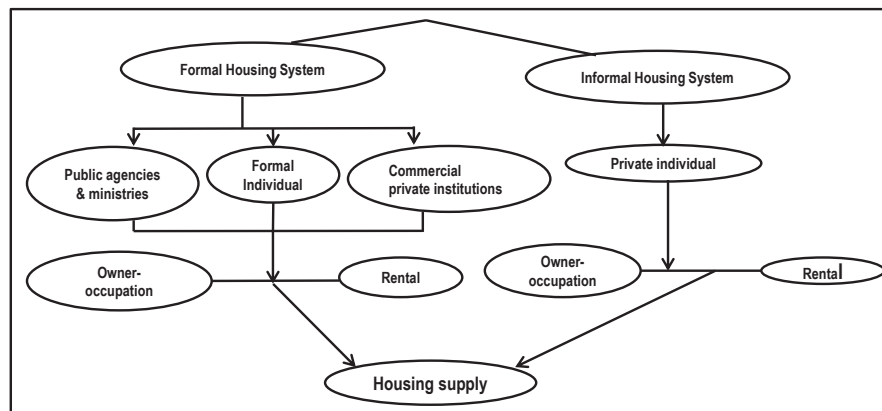 Formal Housing System
Informal Housing System
Public agencies
& ministries
Formal
Individual
Commercial
private institutions
Private individual
Owner-
occupation
Rental
Owner-
occupation
Rental
Housing supply